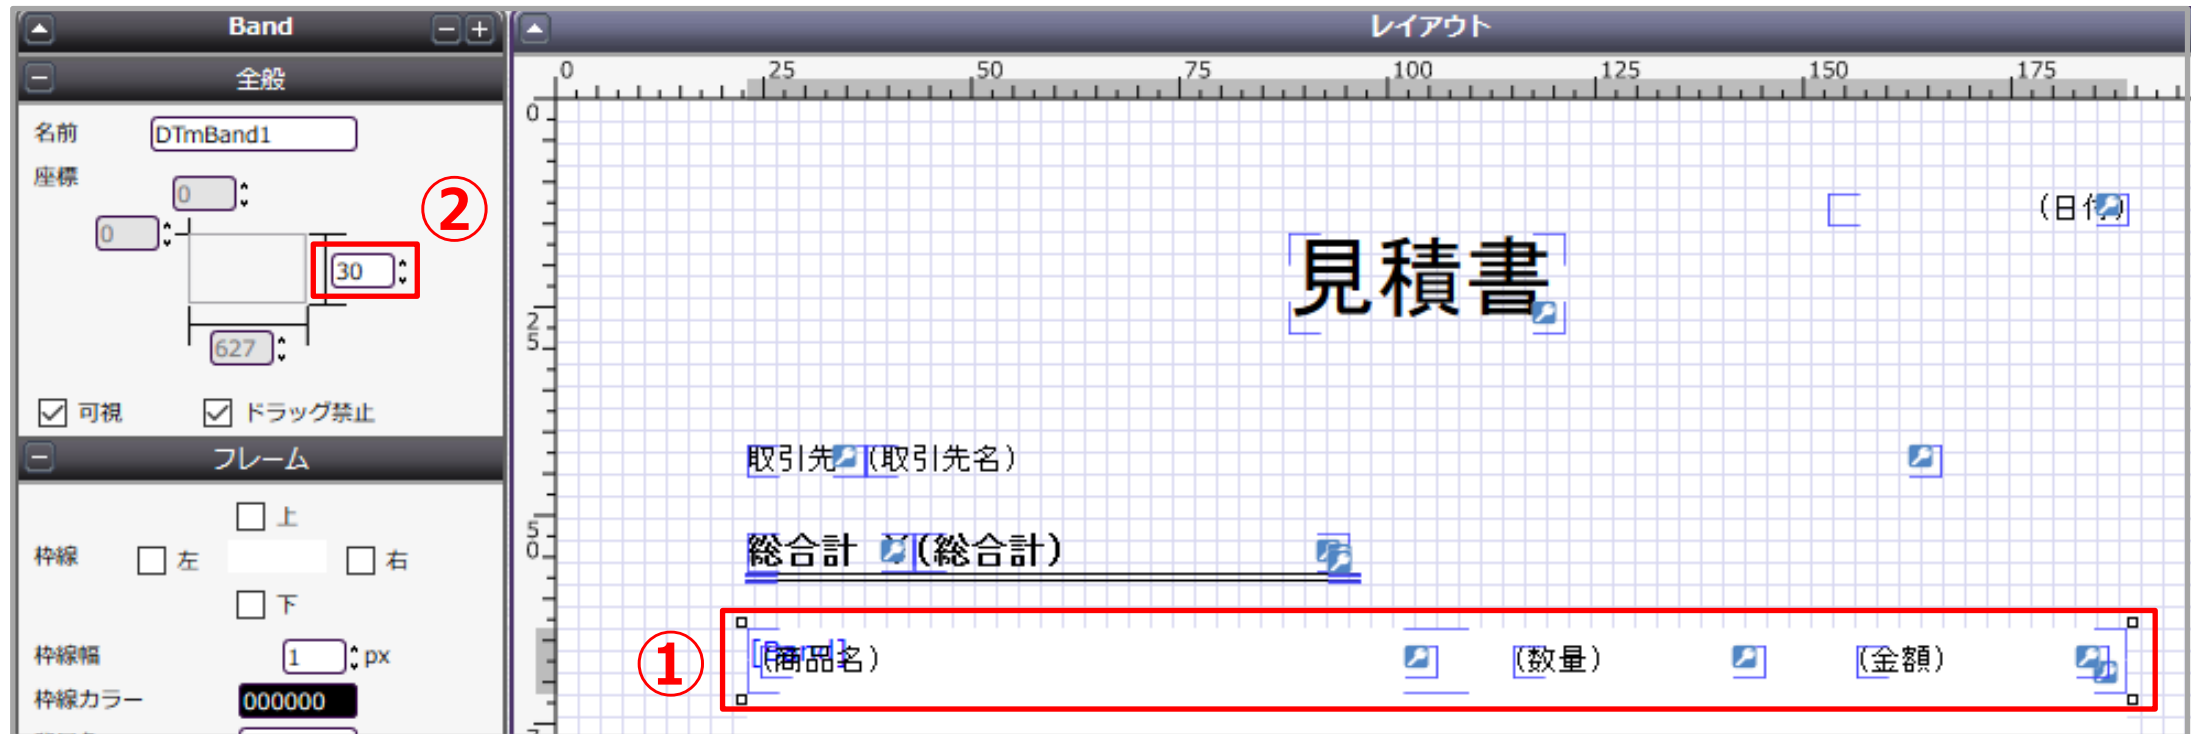 Band
全般
名前 DTmBand1
座標
0
②
0
30
627
可視 ドラッグ禁止
フレーム
上
枠線 左 右
下
枠線幅 1 px
枠線カラー 000000
レイアウト
0 25 50 75 100 125 150 175
0
(日付)
見積書
25
取引先 (取引先名)
50
総合計 ¥(総合計)
①
[Band]
(商品名) (数量) (金額)
7